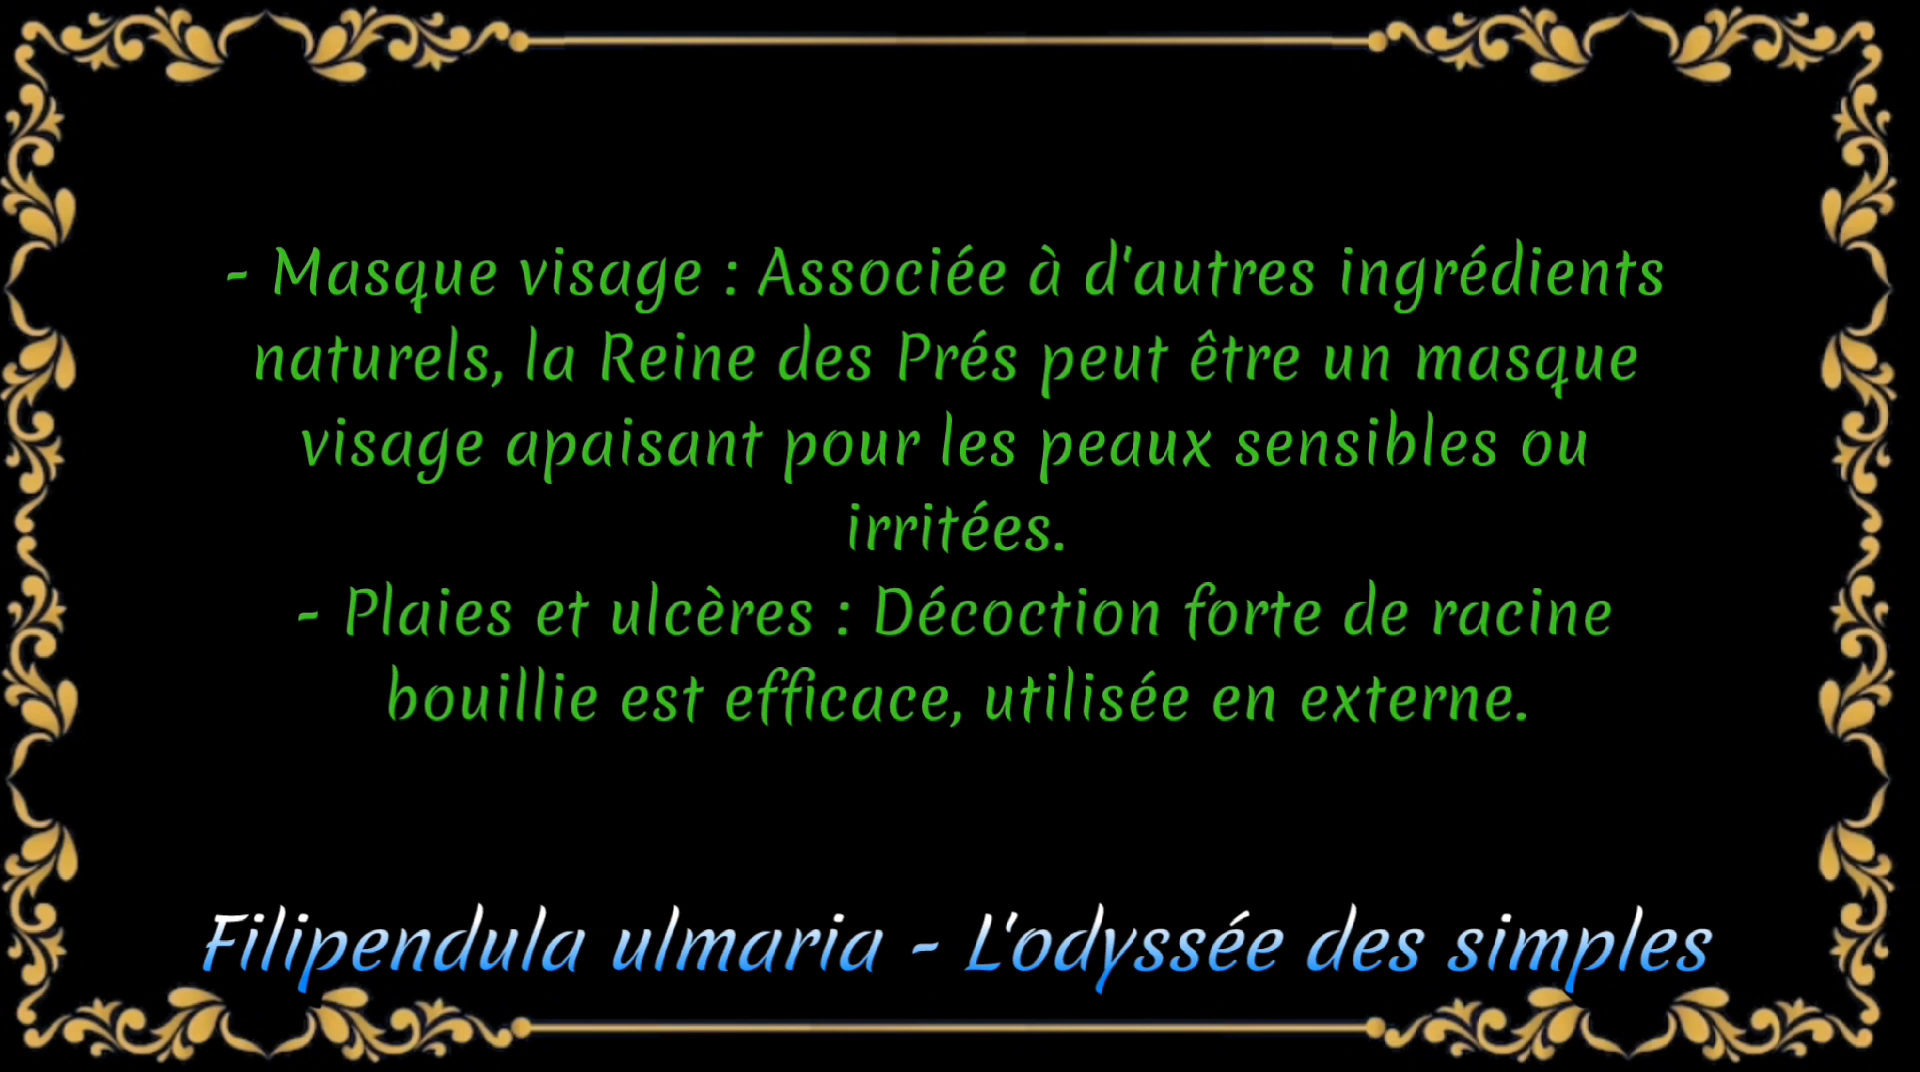 - Masque visage : Associée à d'autres ingrédients
naturels, la Reine des Prés peut être un masque
visage apaisant pour les peaux sensibles ou
irritées.
- Plaies et ulcères : Décoction forte de racine
bouillie est efficace, utilisée en externe.
Filipendula ulmaria - L'odyssée des simples